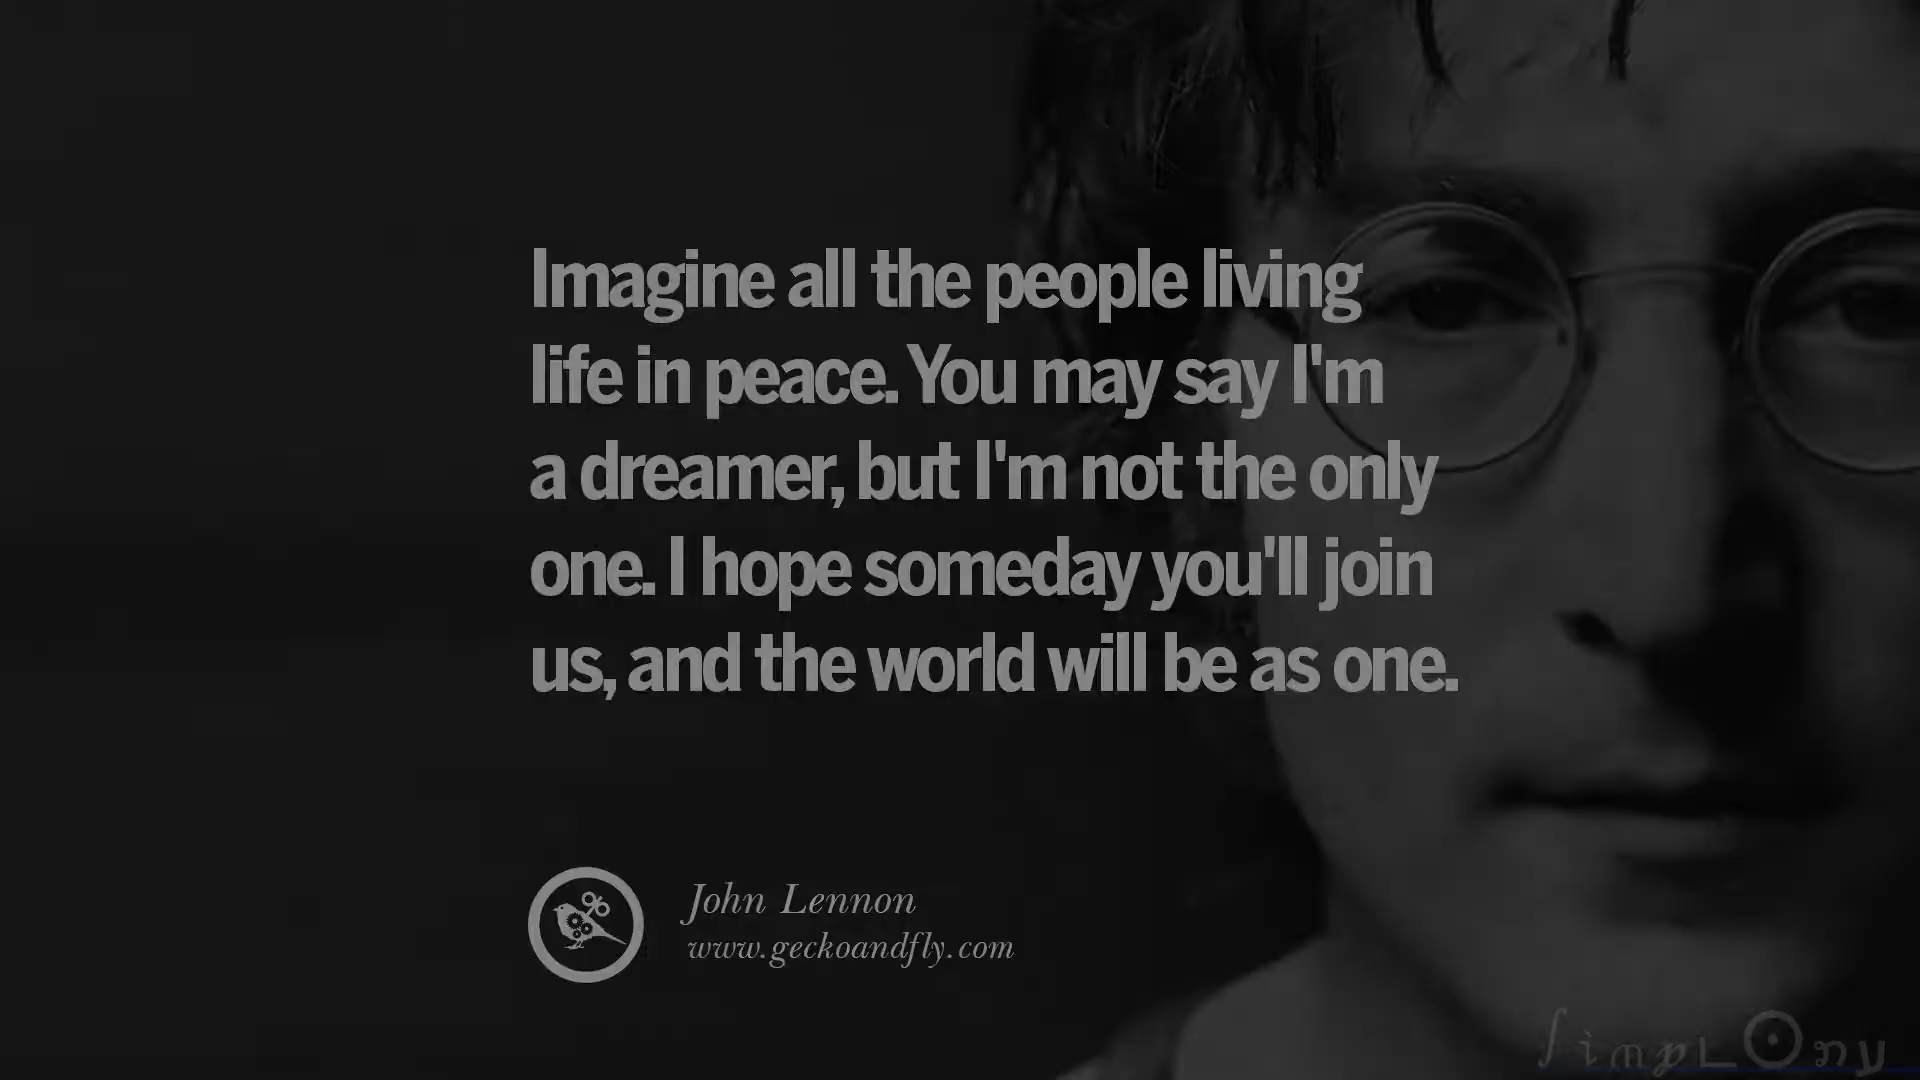 Imagine all the people living
life in peace. You may say I'm
a dreamer, but I'm not the only
one. I hope someday you'll join
us, and the world will be as one.
John Lennon
www.geckoandfly.com
SimpLOny